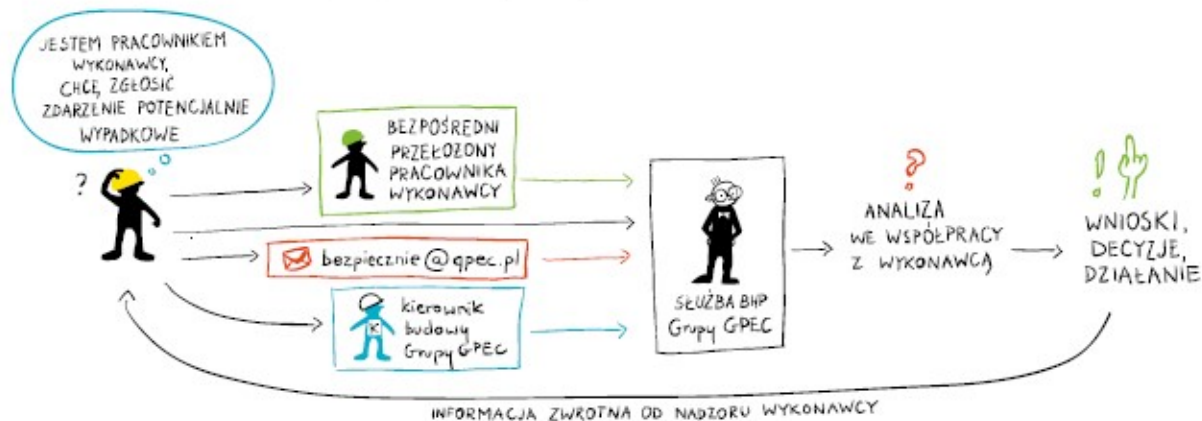 JESTEM PRACOWNIKIEM
WYKONAWCY,
CHCĘ ZGŁOSIĆ
ZDARZENIE POTENCJALNIE
WYPADKOWE
?
BEZPOŚREDNI
PRZEŁOŻONY
PRACOWNIKA
WYKONAWCY
bezpiecznie@gpec.pl
K
kierownik
budowy
Grupy GPEC
SŁUŻBA BHP
Grupy GPEC
?
ANALIZA
WE WSPÓŁPRACY
Z WYKONAWCĄ
!
WNIOSKI,
DECYZJE,
DZIAŁANIE
INFORMACJA ZWROTNA OD NADZORU WYKONAWCY